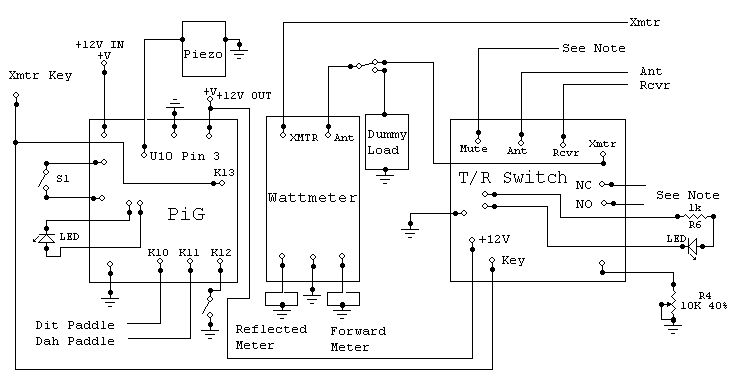 Xmtr
+12V IN
+V
Piezo
See Note
Xmtr Key
Ant
Rcvr
+V
+12V OUT
XMTR Ant
Dummy
Load
U10 Pin 3
Mute Ant Rcvr
Xmtr
S1
K13
T/R Switch
NC
Wattmeter
See Note
NO
1k
PiG
R6
LED
+12V
LED
K10 K11 K12
Key
R4
10K 40%
Dit Paddle
Dah Paddle
Reflected
Meter
Forward
Meter